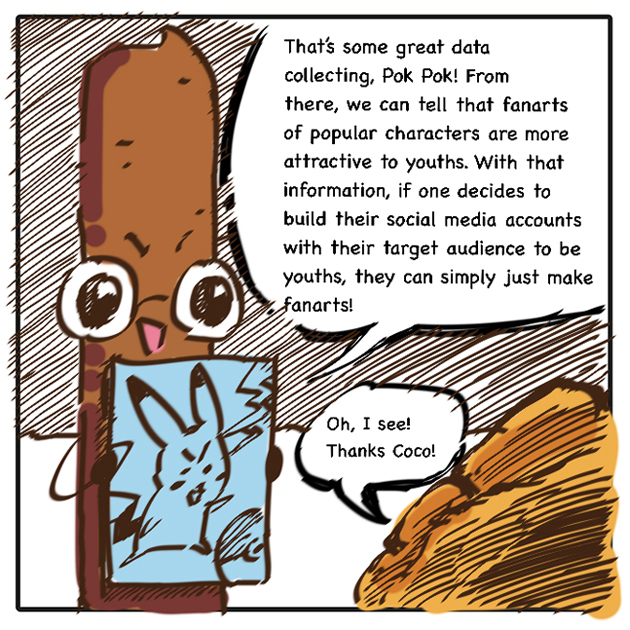 That's some great data
collecting, Pok Pok! From
there, we can tell that fanarts
of popular characters are more
attractive to youths. With that
information, if one decides to
build their social media accounts
with their target audience to be
youths, they can simply just make
fanarts!
Oh, I see!
Thanks Coco!